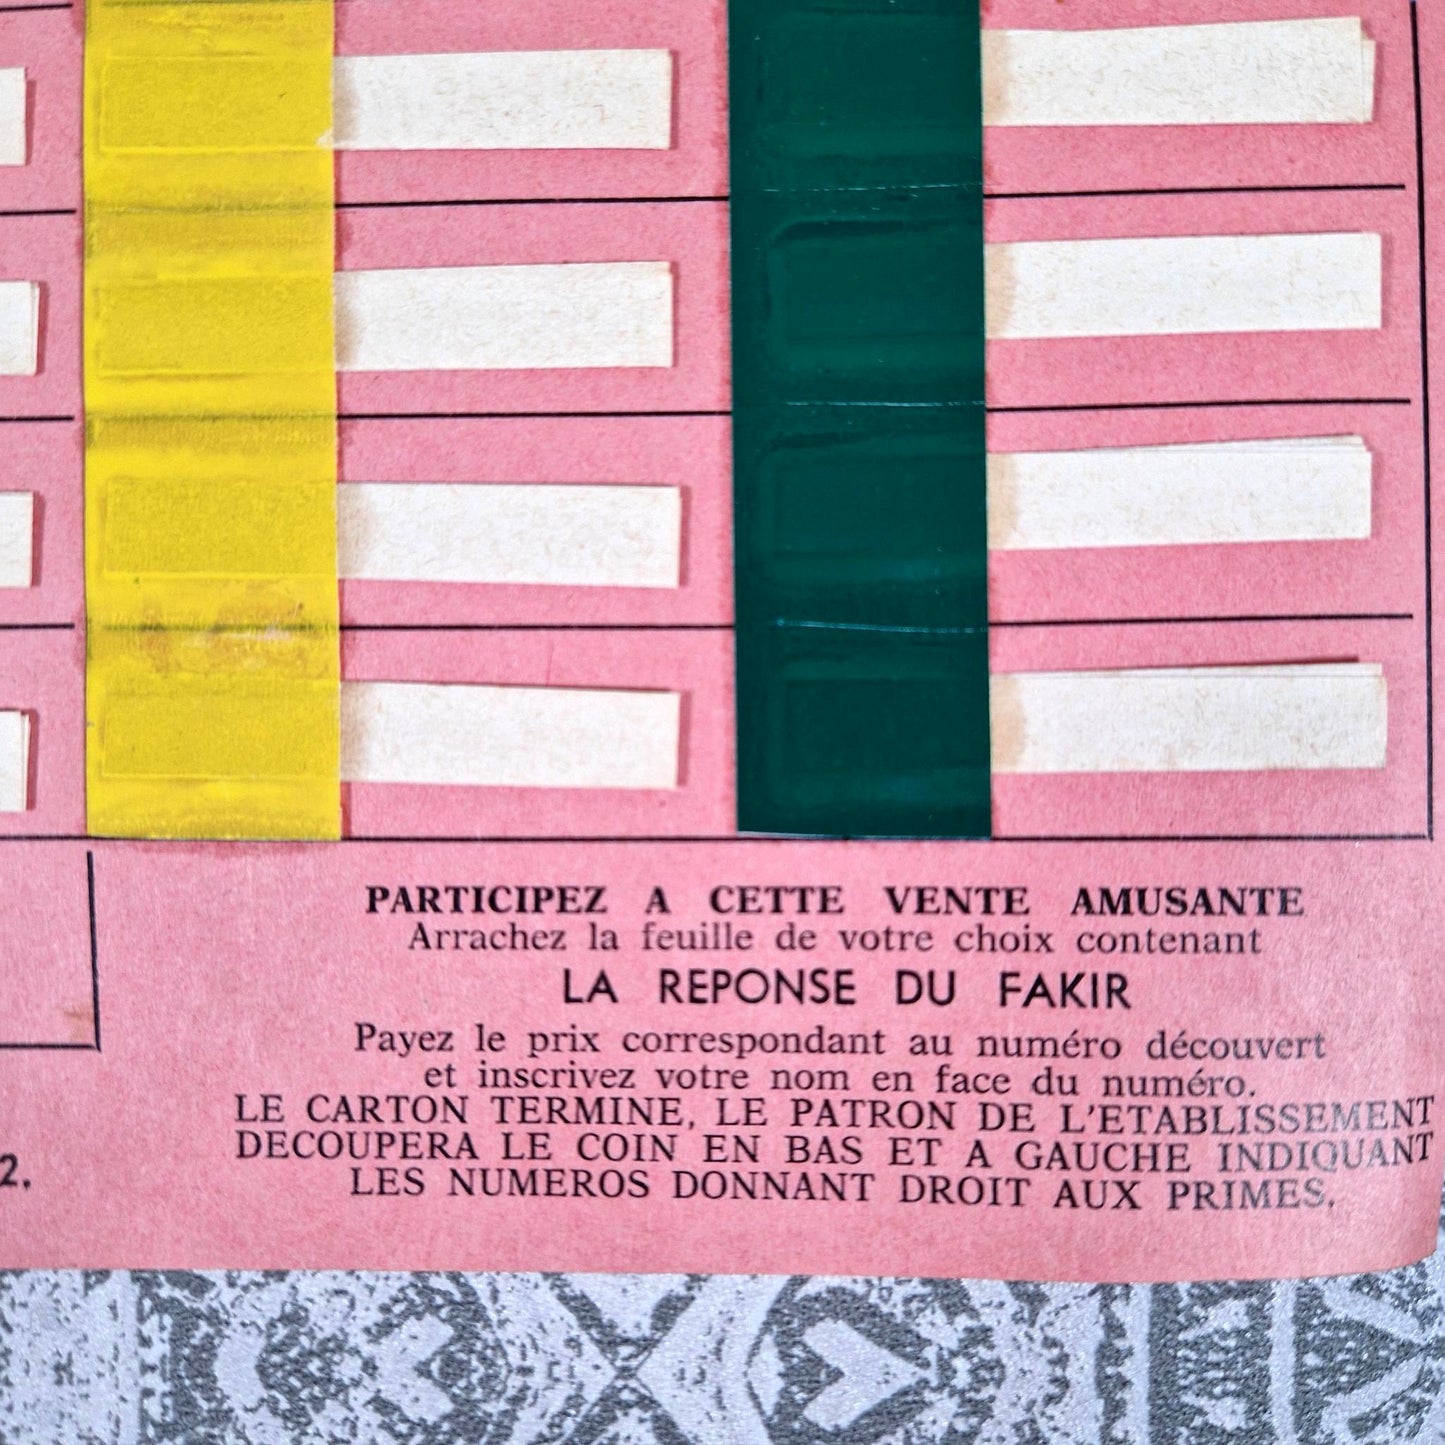 PARTICIPEZ A CETTE VENTE AMUSANTE
Arrachez la feuille de votre choix contenant
LA REPONSE DU FAKIR
Payez le prix correspondant au numéro découvert
et inscrivez votre nom en face du numéro.
LE CARTON TERMINE, LE PATRON DE L'ETABLISSEMENT
DECOUPERA LE COIN EN BAS ET A GAUCHE INDIQUANT
2.
LES NUMEROS DONNANT DROIT AUX PRIMES.